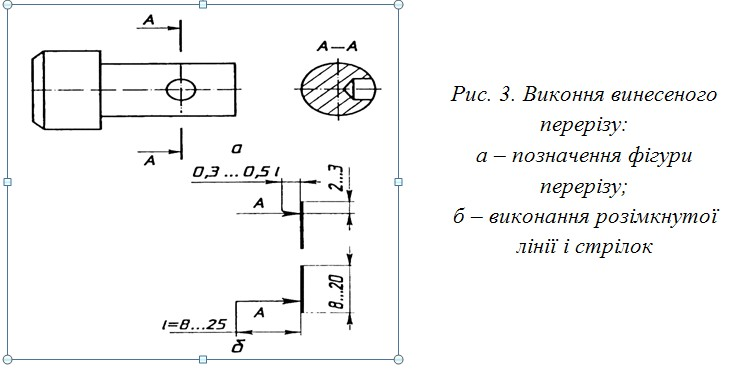 А
А—А
А
а
0,3 ... 0,5 l
2...3
А
8...20
А
l=8...25
б
Рис. 3. Виконня винесеного
перерізу:
а – позначення фігури
перерізу;
б – виконання розімкнутої
лінії і стрілок